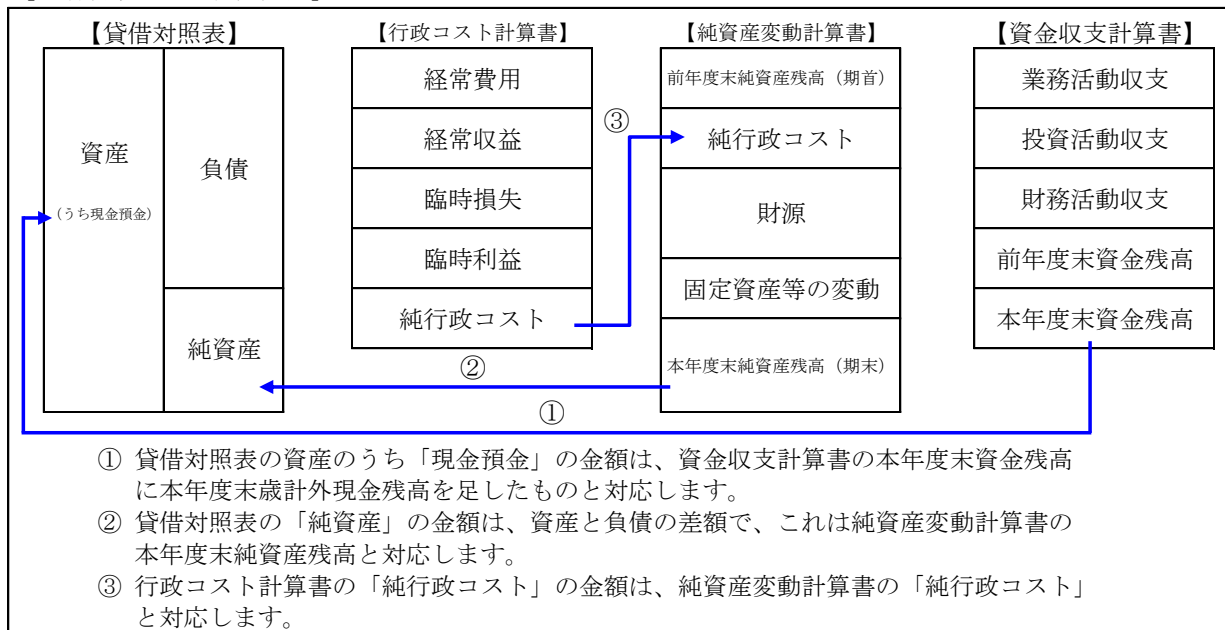 【貸借対照表】
資産
(うち現金預金)
負債
純資産
【行政コスト計算書】
経常費用
経常収益
臨時損失
臨時利益
純行政コスト
【純資産変動計算書】
前年度末純資産残高（期首）
純行政コスト
財源
固定資産等の変動
本年度末純資産残高（期末）
【資金収支計算書】
業務活動収支
投資活動収支
財務活動収支
前年度末資金残高
本年度末資金残高
③
②
①
① 貸借対照表の資産のうち「現金預金」の金額は、資金収支計算書の本年度末資金残高
に本年度末歳計外現金残高を足したものと対応します。
② 貸借対照表の「純資産」の金額は、資産と負債の差額で、これは純資産変動計算書の
本年度末純資産残高と対応します。
③ 行政コスト計算書の「純行政コスト」の金額は、純資産変動計算書の「純行政コスト」
と対応します。